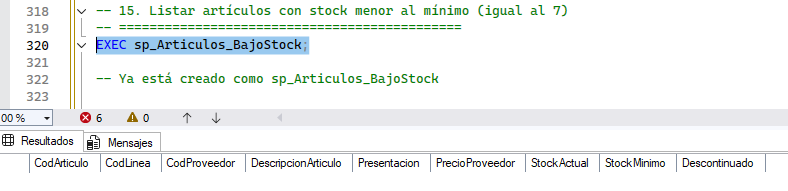 318 -- 15. Listar artículos con stock menor al mínimo (igual al 7)
319 -- =============================================
320 EXEC sp_Articulos_BajoStock;
321
322 -- Ya está creado como sp_Articulos_BajoStock
323
00 % 6 0
Resultados Mensajes
CodArticulo CodLinea CodProveedor DescripcionArticulo Presentacion PrecioProveedor StockActual StockMinimo Descontinuado